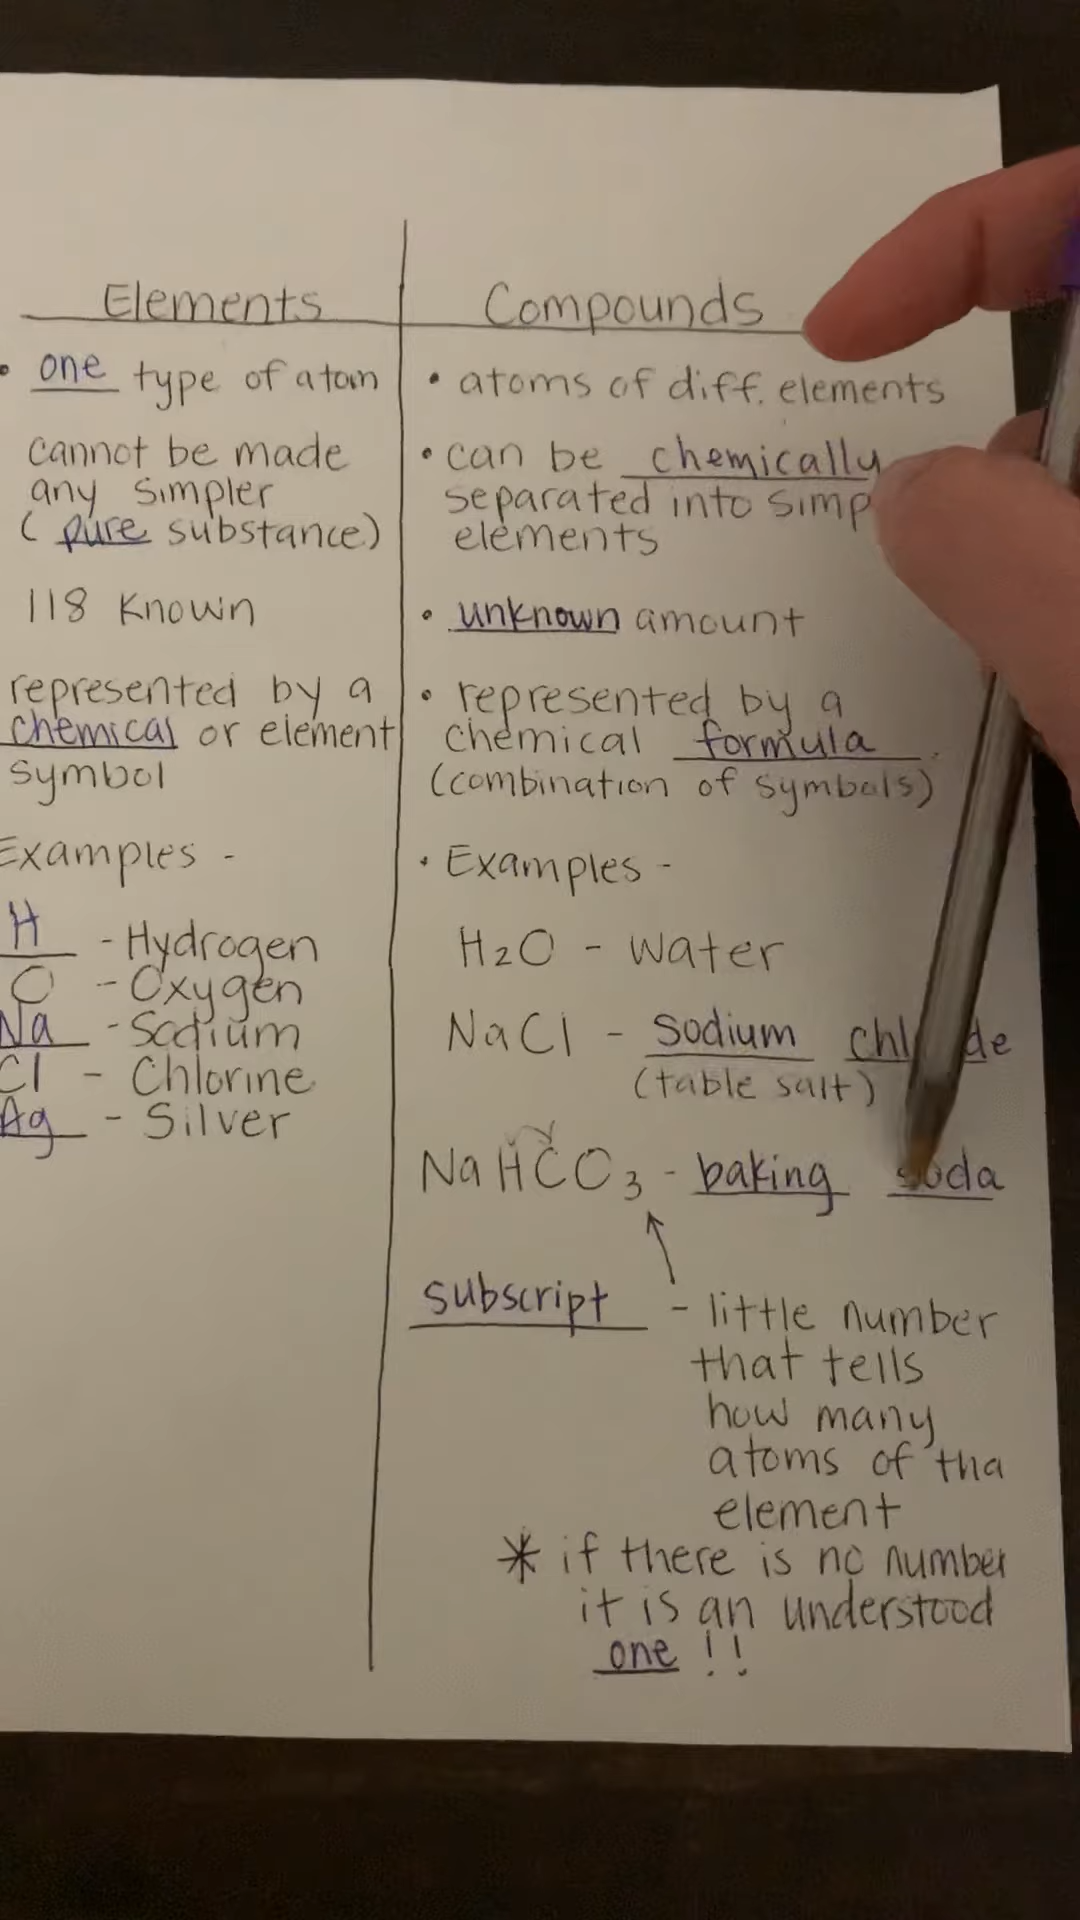 Elements
• one type of atom
cannot be made
any simpler
(pure substance)
118 Known
represented by a
chemical or element
symbol
Examples -
H - Hydrogen
O - Oxygen
Na - Sodium
Cl - Chlorine
Ag - Silver
Compounds
• atoms of diff. elements
• can be chemically
separated into
elements
• unknown amount
• represented by a
chemical formula.
(combination of symbols)
• Examples -
H2O - Water
NaCl - Sodium
(table salt)
NaHCO3 - baking soda
subscript - little number
that tells
how many
atoms of tha
element
* if there is no number
it is an understood
one !!